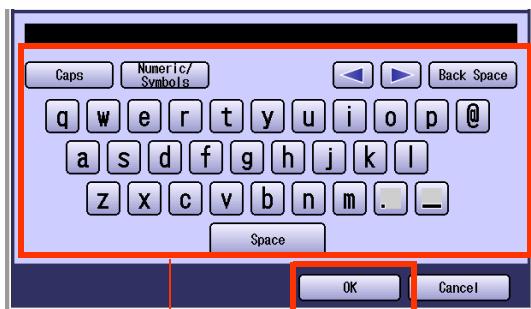 Caps Numeric/ Symbols Back Space
q w e r t y u i o p @
a s d f g h j k l
z x c v b n m . _
Space
OK Cancel